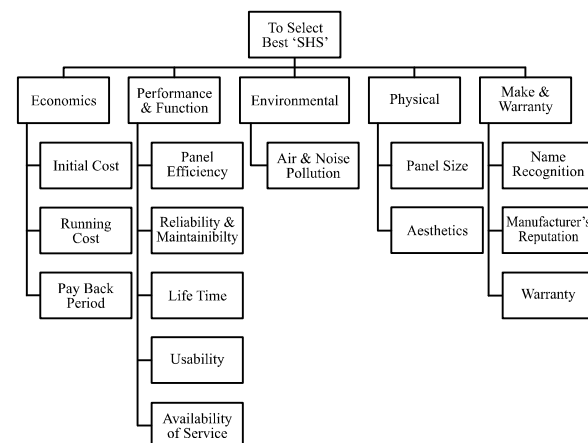 To Select
Best ‘SHS’
Economics
Performance
& Function
Environmental
Physical
Make &
Warranty
Initial Cost
Running
Cost
Pay Back
Period
Panel
Efficiency
Reliability &
Maintainibilty
Life Time
Usability
Availability
of Service
Air & Noise
Pollution
Panel Size
Aesthetics
Name
Recognition
Manufacturer’s
Reputation
Warranty